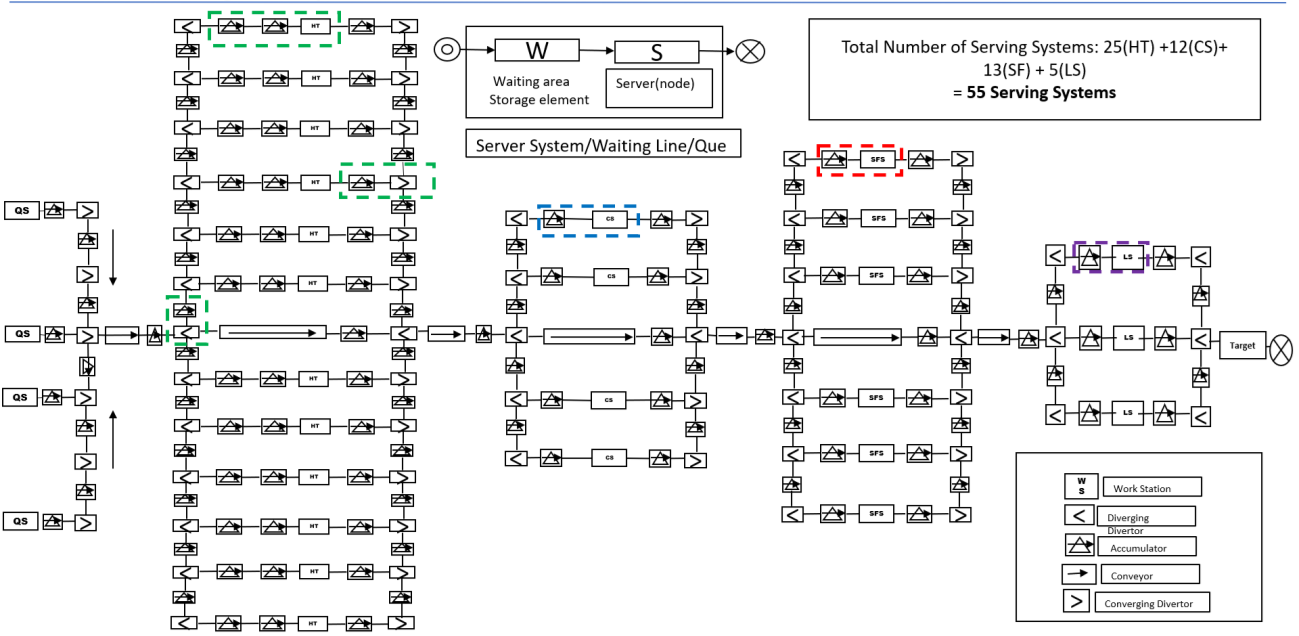 HT
HT
HT
HT
HT
HT
HT
HT
HT
HT
HT
HT
W
S
Waiting area
Storage element
Server(node)
Server System/Waiting Line/Que
Total Number of Serving Systems: 25(HT) +12(CS)+
13(SF) + 5(LS)
= 55 Serving Systems
QS
QS
QS
QS
CS
CS
CS
CS
SFS
SFS
SFS
SFS
SFS
SFS
LS
LS
LS
Target
W
S
Work Station
Diverging
Divertor
Accumulator
Conveyor
Converging Divertor